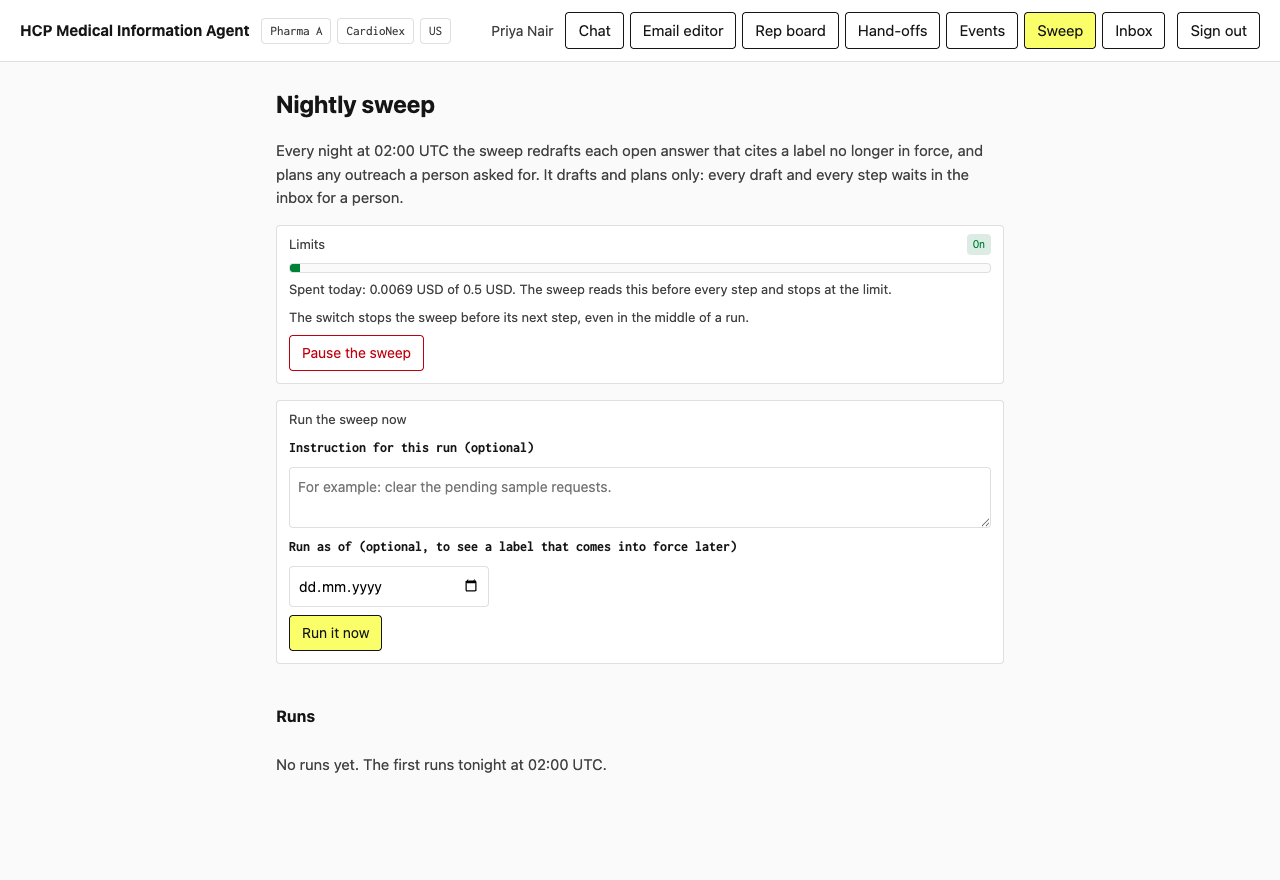 HCP Medical Information Agent
Pharma A
CardioNex
US
Priya Nair
Chat
Email editor
Rep board
Hand-offs
Events
Sweep
Inbox
Sign out
Nightly sweep
Every night at 02:00 UTC the sweep redrafts each open answer that cites a label no longer in force, and
plans any outreach a person asked for. It drafts and plans only: every draft and every step waits in the
inbox for a person.
Limits
On
Spent today: 0.0069 USD of 0.5 USD. The sweep reads this before every step and stops at the limit.
The switch stops the sweep before its next step, even in the middle of a run.
Pause the sweep
Run the sweep now
Instruction for this run (optional)
For example: clear the pending sample requests.
Run as of (optional, to see a label that comes into force later)
dd.mm.yyyy
Run it now
Runs
No runs yet. The first runs tonight at 02:00 UTC.